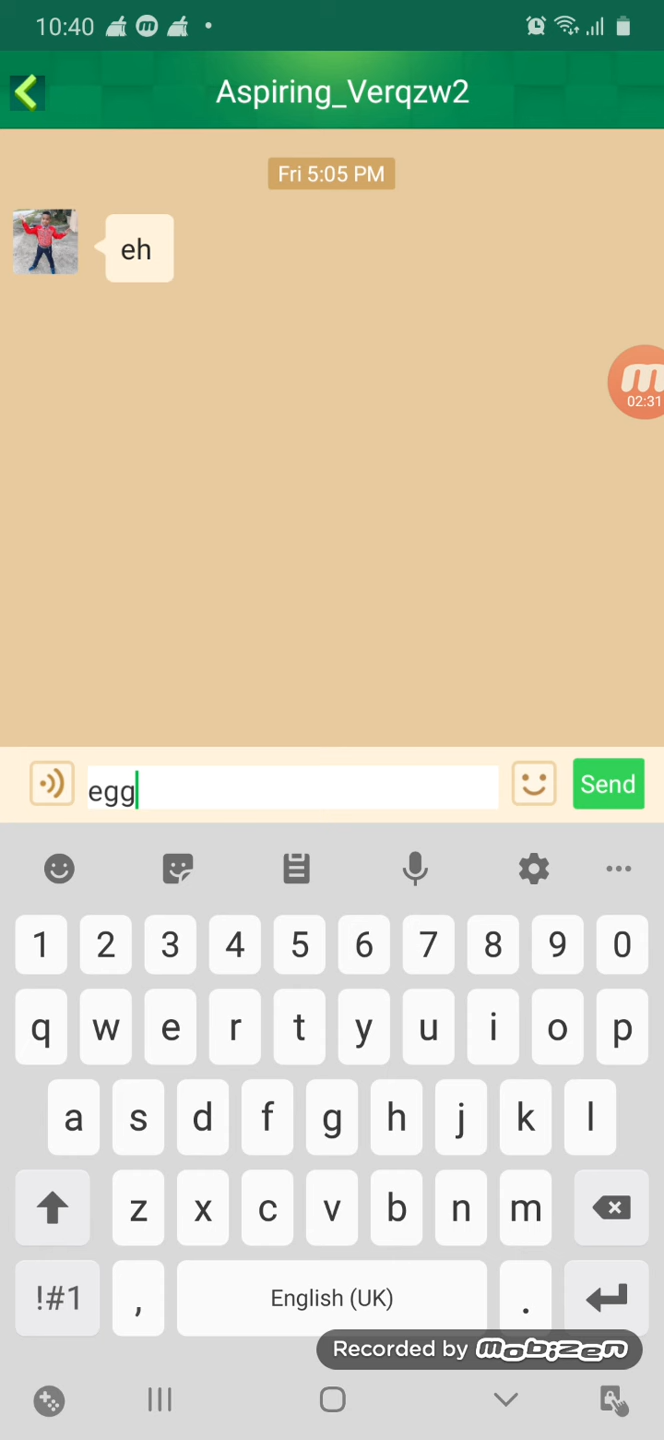 10:40
Aspiring_Verqzw2
Fri 5:05 PM
eh
m
02:31
egg
Send
1 2 3 4 5 6 7 8 9 0
q w e r t y u i o p
a s d f g h j k l
z x c v b n m
!#1 , English (UK) .
Recorded by mobizen